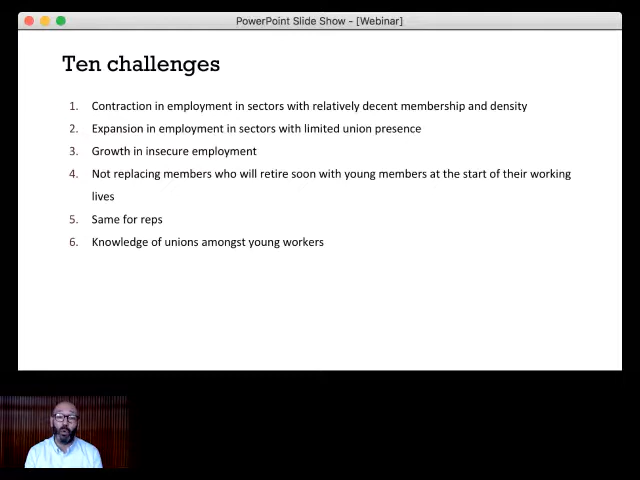 PowerPoint Slide Show - [Webinar]
Ten challenges
1. Contraction in employment in sectors with relatively decent membership and density
2. Expansion in employment in sectors with limited union presence
3. Growth in insecure employment
4. Not replacing members who will retire soon with young members at the start of their working
lives
5. Same for reps
6. Knowledge of unions amongst young workers